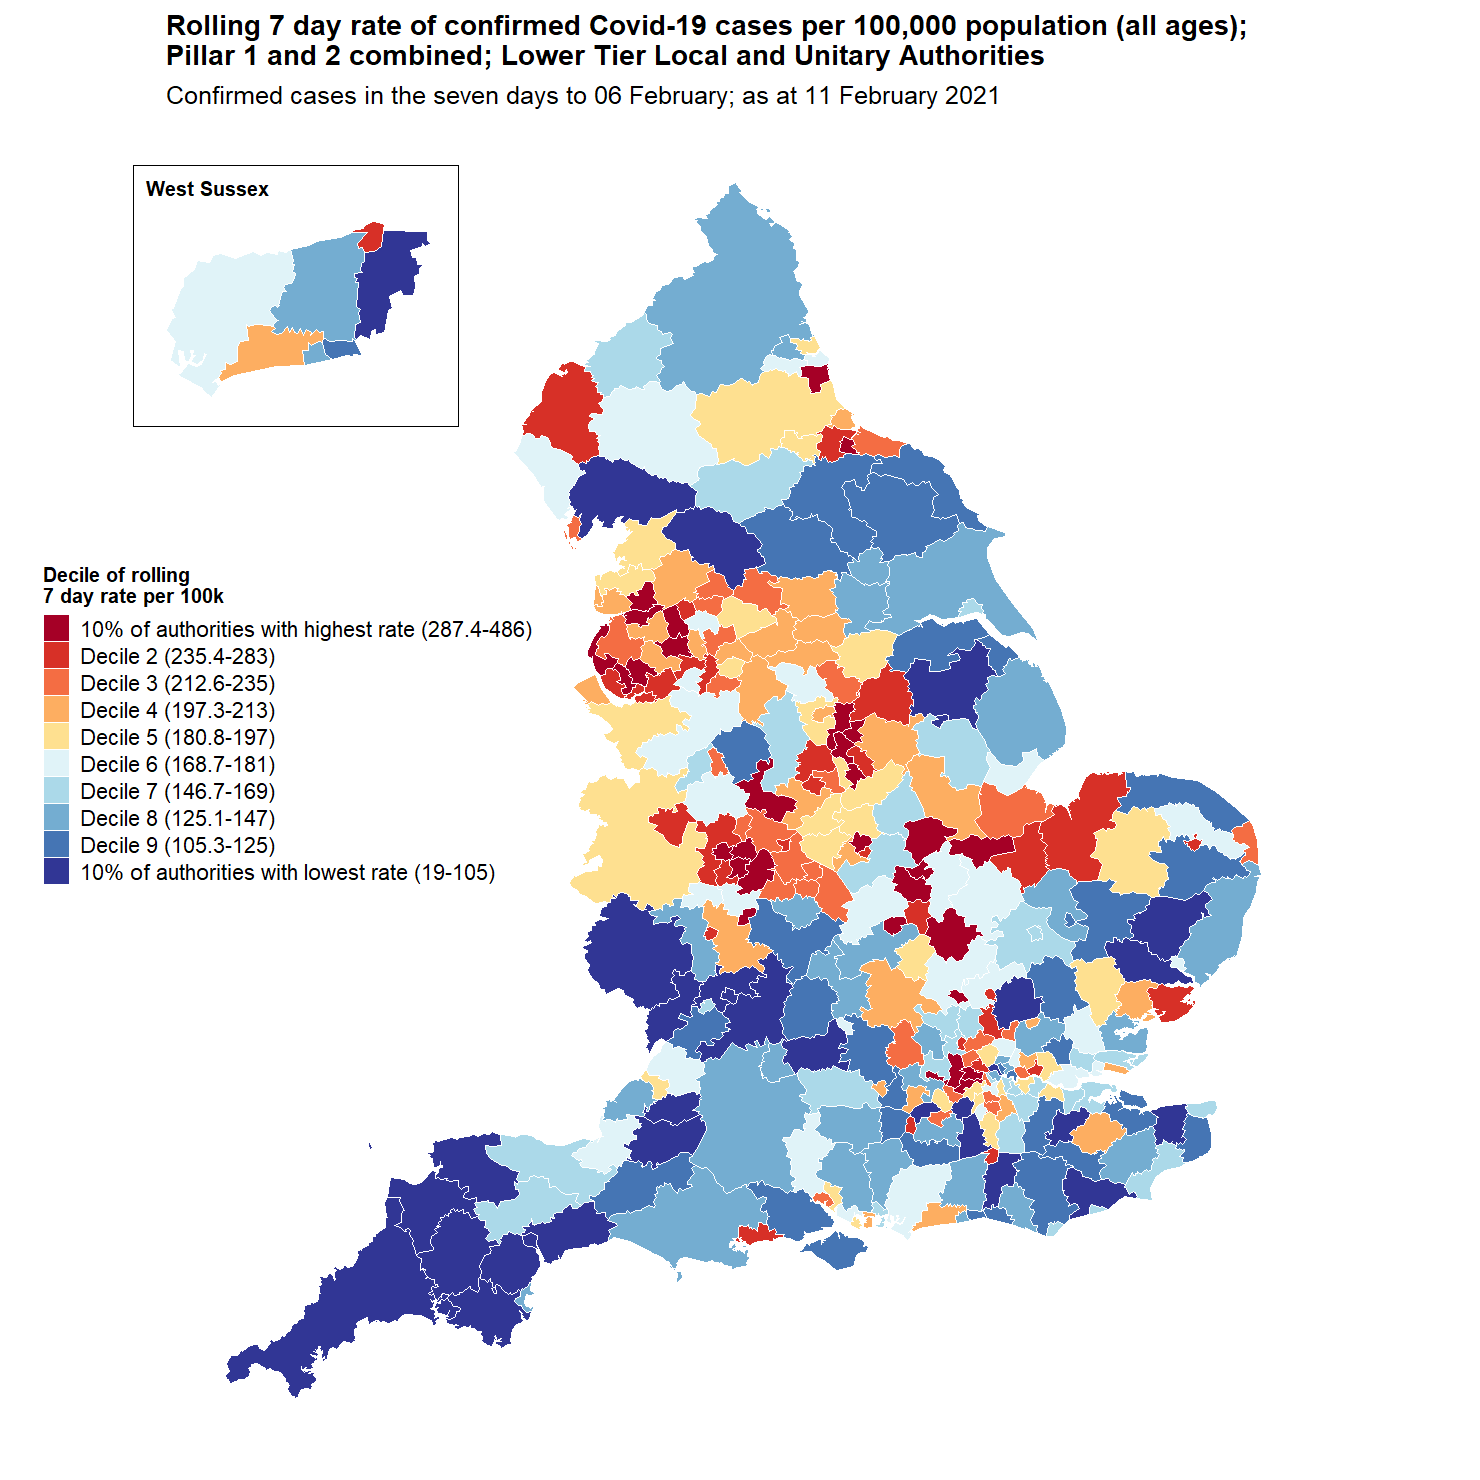 Rolling 7 day rate of confirmed Covid-19 cases per 100,000 population (all ages);
Pillar 1 and 2 combined; Lower Tier Local and Unitary Authorities
Confirmed cases in the seven days to 06 February; as at 11 February 2021
West Sussex
Decile of rolling
7 day rate per 100k
10% of authorities with highest rate (287.4-486)
Decile 2 (235.4-283)
Decile 3 (212.6-235)
Decile 4 (197.3-213)
Decile 5 (180.8-197)
Decile 6 (168.7-181)
Decile 7 (146.7-169)
Decile 8 (125.1-147)
Decile 9 (105.3-125)
10% of authorities with lowest rate (19-105)